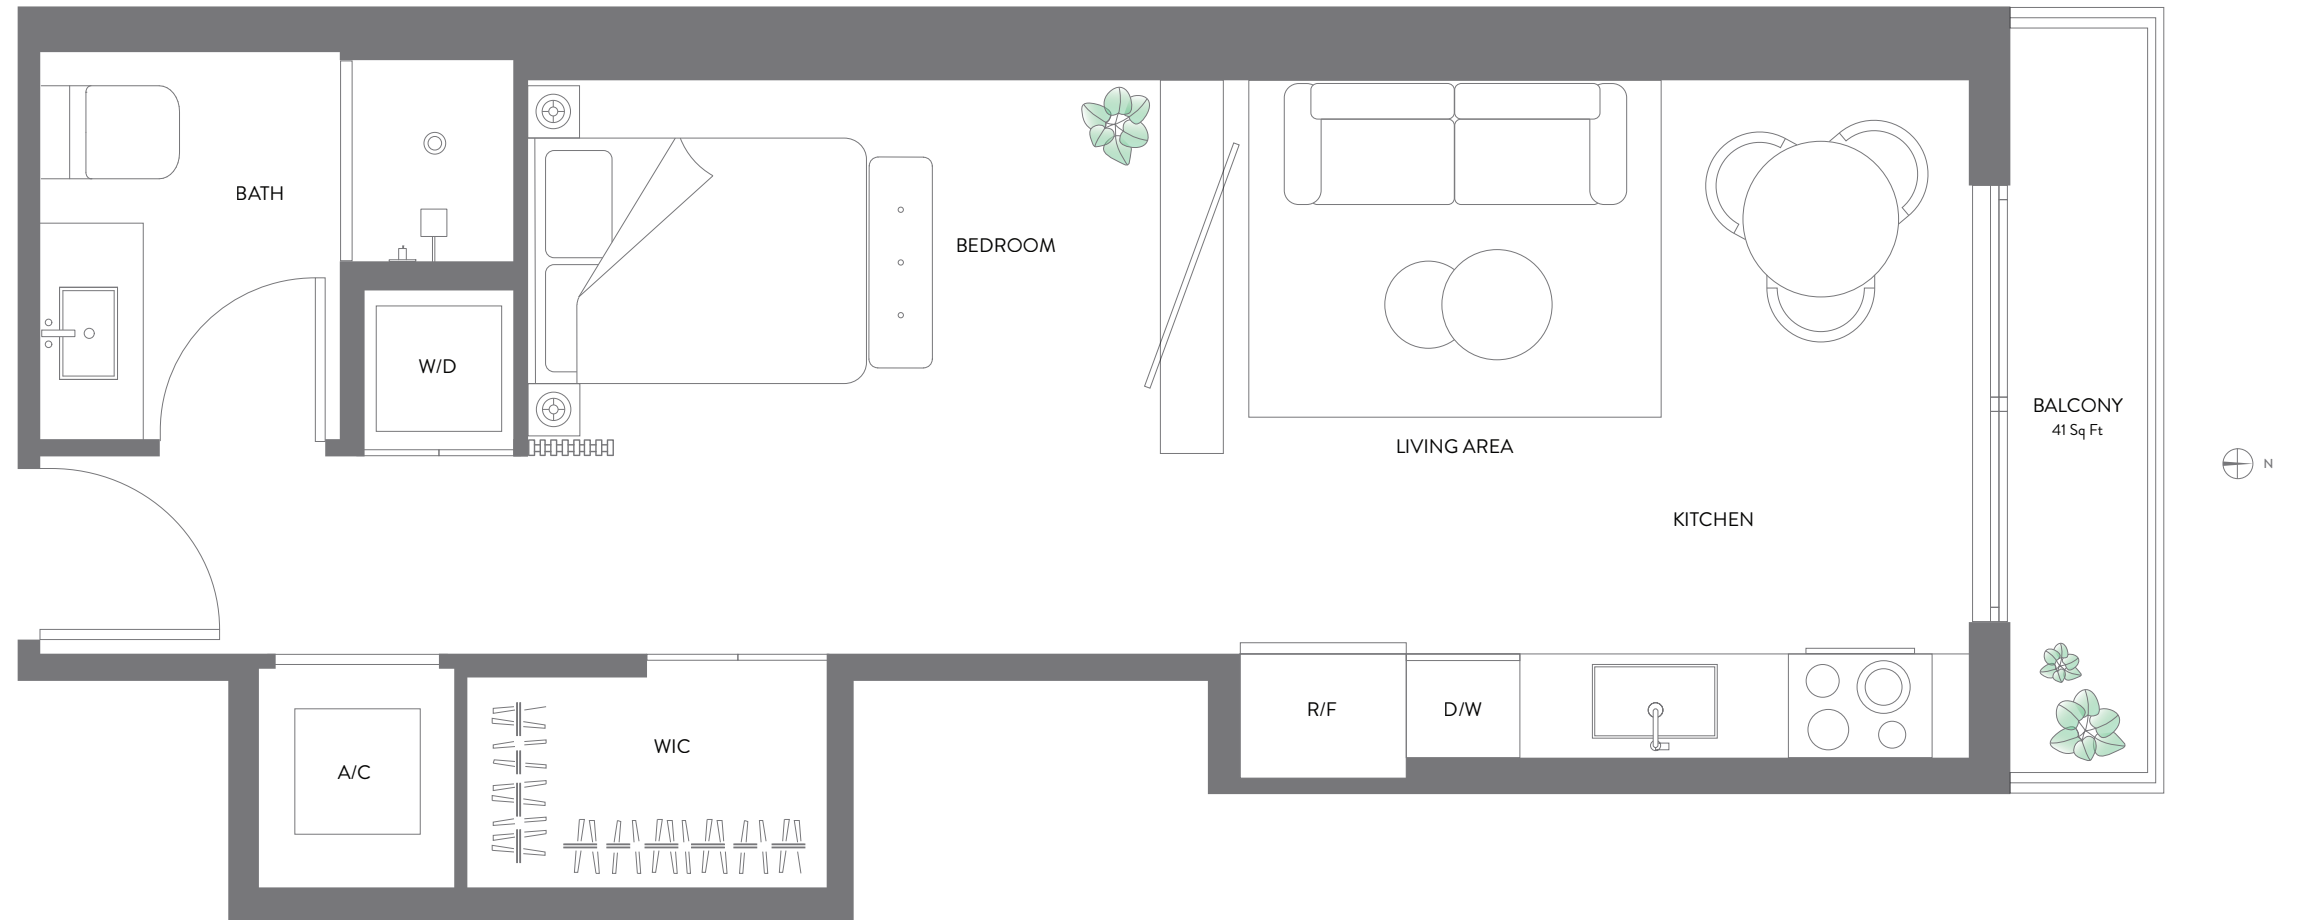 BATH
BEDROOM
W/D
BALCONY
41 Sq Ft
LIVING AREA
N
KITCHEN
R/F
D/W
WIC
A/C